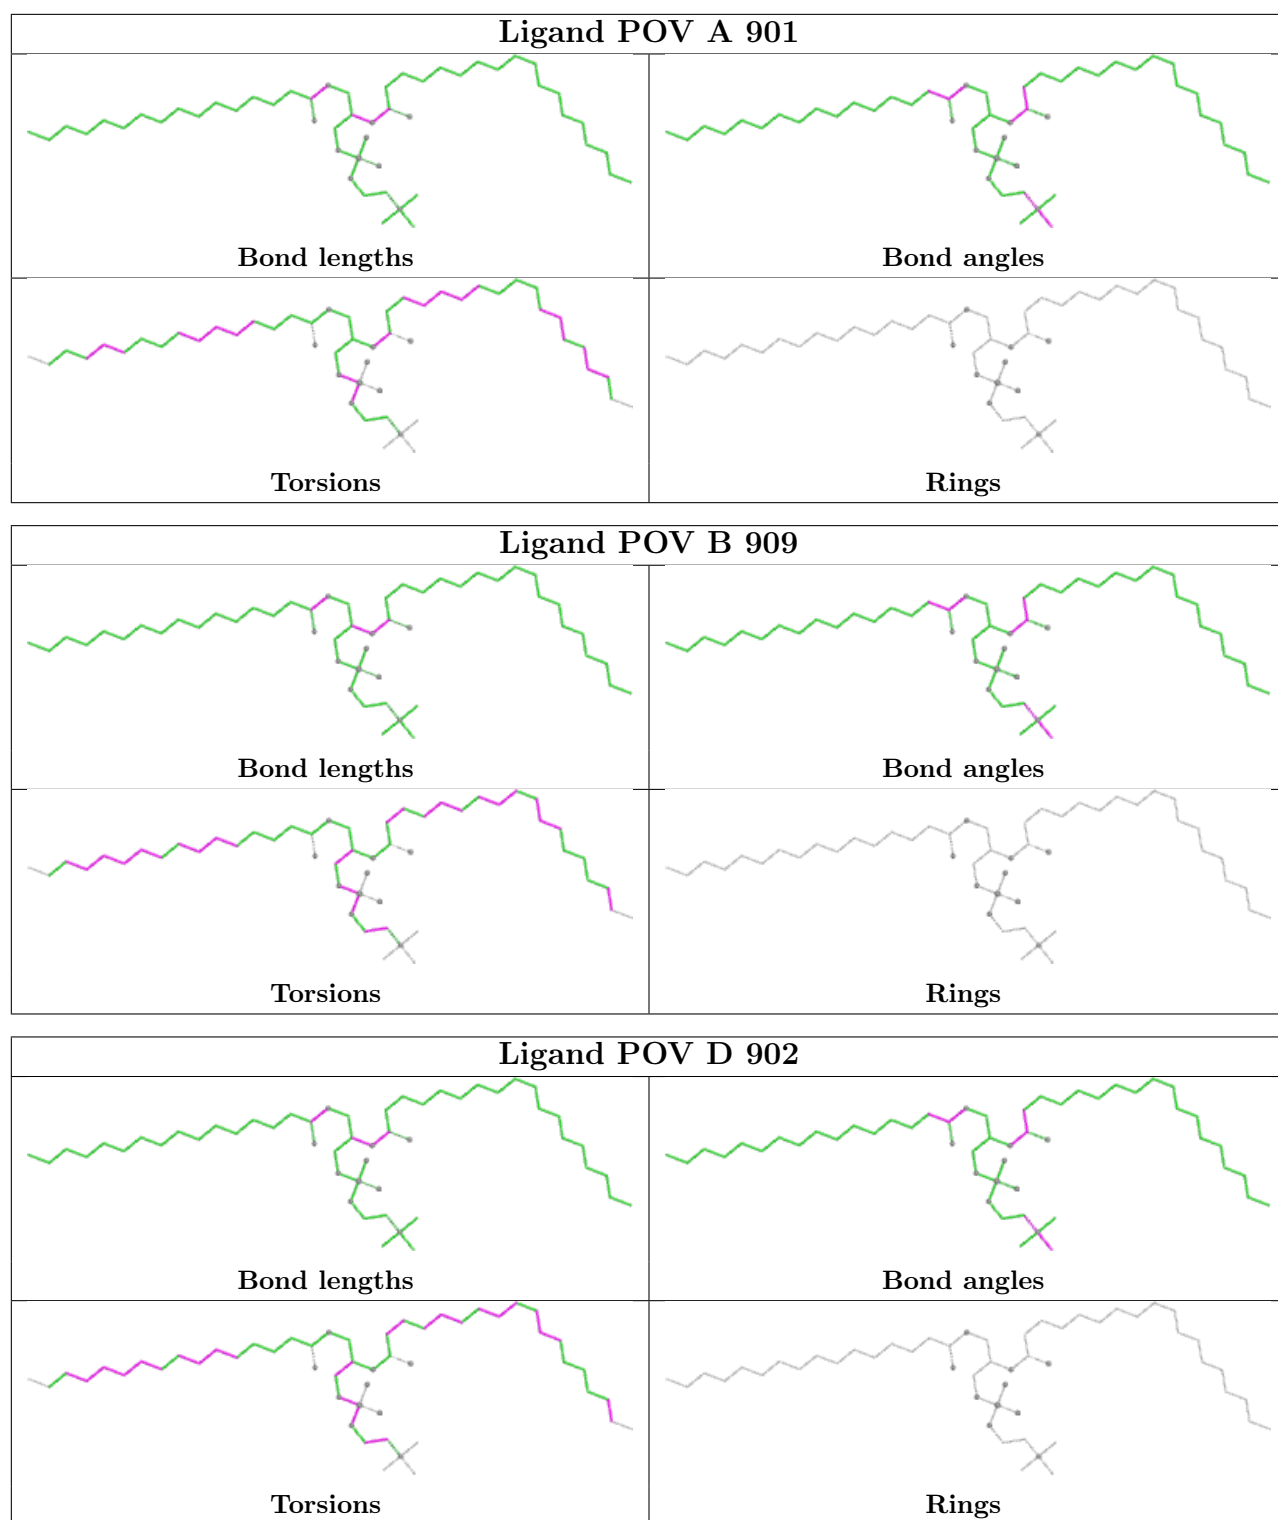 Ligand POV A 901
Bond lengths
Bond angles
Torsions
Rings
Ligand POV B 909
Bond lengths
Bond angles
Torsions
Rings
Ligand POV D 902
Bond lengths
Bond angles
Torsions
Rings